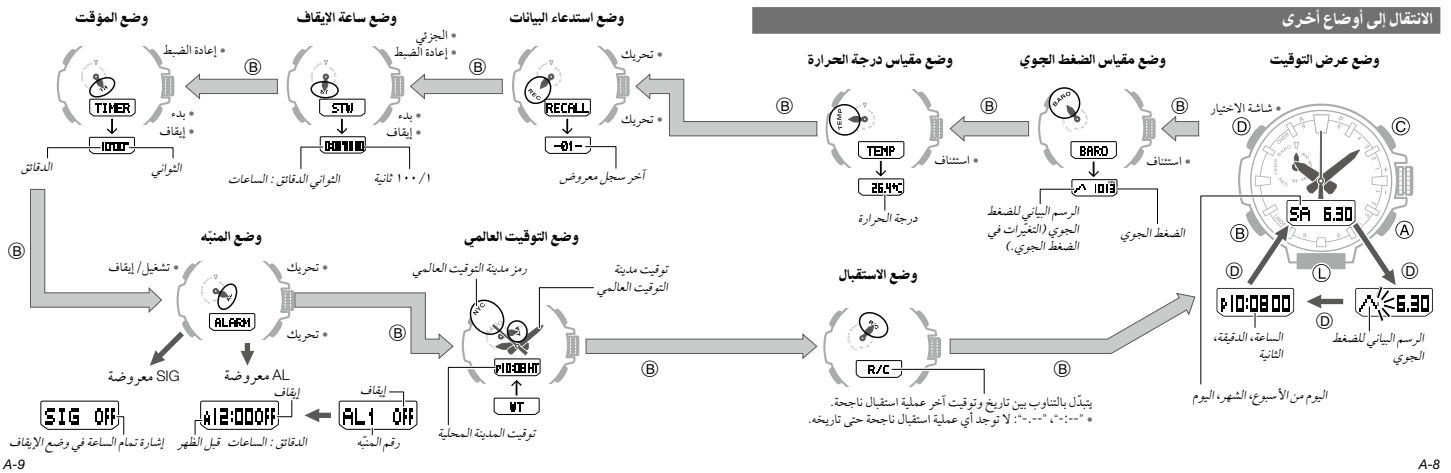 الانتقال إلى أوضاع أخرى
وضع عرض التوقيت
• شاشة الاختيار
Ⓓ
Ⓒ
Ⓑ
Ⓐ
Ⓛ
SA 6.30
Ⓓ
Ⓓ
Ⓓ
6.30
P10:08 00
الرسم البياني للضغط
الجوي
الساعة، الدقيقة،
الثانية
اليوم من الأسبوع، الشهر، اليوم
Ⓑ
وضع مقياس الضغط الجوي
BARO
• استئناف
BARO
1013
الضغط الجوي
الرسم البياني للضغط
الجوي (التغيّرات في
الضغط الجوي.)
Ⓑ
وضع مقياس درجة الحرارة
TEMP
• استئناف
TEMP
26.4°C
درجة الحرارة
Ⓑ
وضع استدعاء البيانات
• تحريك
REC
RECALL
• تحريك
-01-
آخر سجل معروض
Ⓑ
وضع ساعة الإيقاف
• الجزئي
• إعادة الضبط
STW
• بدء
• إيقاف
١/١٠٠ ثانية
الثواني الدقائق : الساعات
Ⓑ
وضع المؤقت
• إعادة الضبط
TIMER
• بدء
• إيقاف
10'00"
الثواني
الدقائق
Ⓑ
وضع المنبّه
• تشغيل/ إيقاف
• تحريك
ALARM
• تحريك
AL معروضة
SIG معروضة
إيقاف
إيقاف
AL1 OFF
A12:00OFF
SIG OFF
رقم المنبّه
الدقائق : الساعات
قبل الظهر
إشارة تمام الساعة في وضع الإيقاف
Ⓑ
وضع التوقيت العالمي
رمز مدينة التوقيت العالمي
توقيت مدينة
التوقيت العالمي
NYC
P10:08HT
WT
توقيت المدينة المحلية
Ⓑ
وضع الاستقبال
R/C
R/C
يتبدّل بالتناوب بين تاريخ وتوقيت آخر عملية استقبال ناجحة.
• "--:-"، "--.-": لا توجد أي عملية استقبال ناجحة حتى تاريخه.
Ⓑ
A-9
A-8